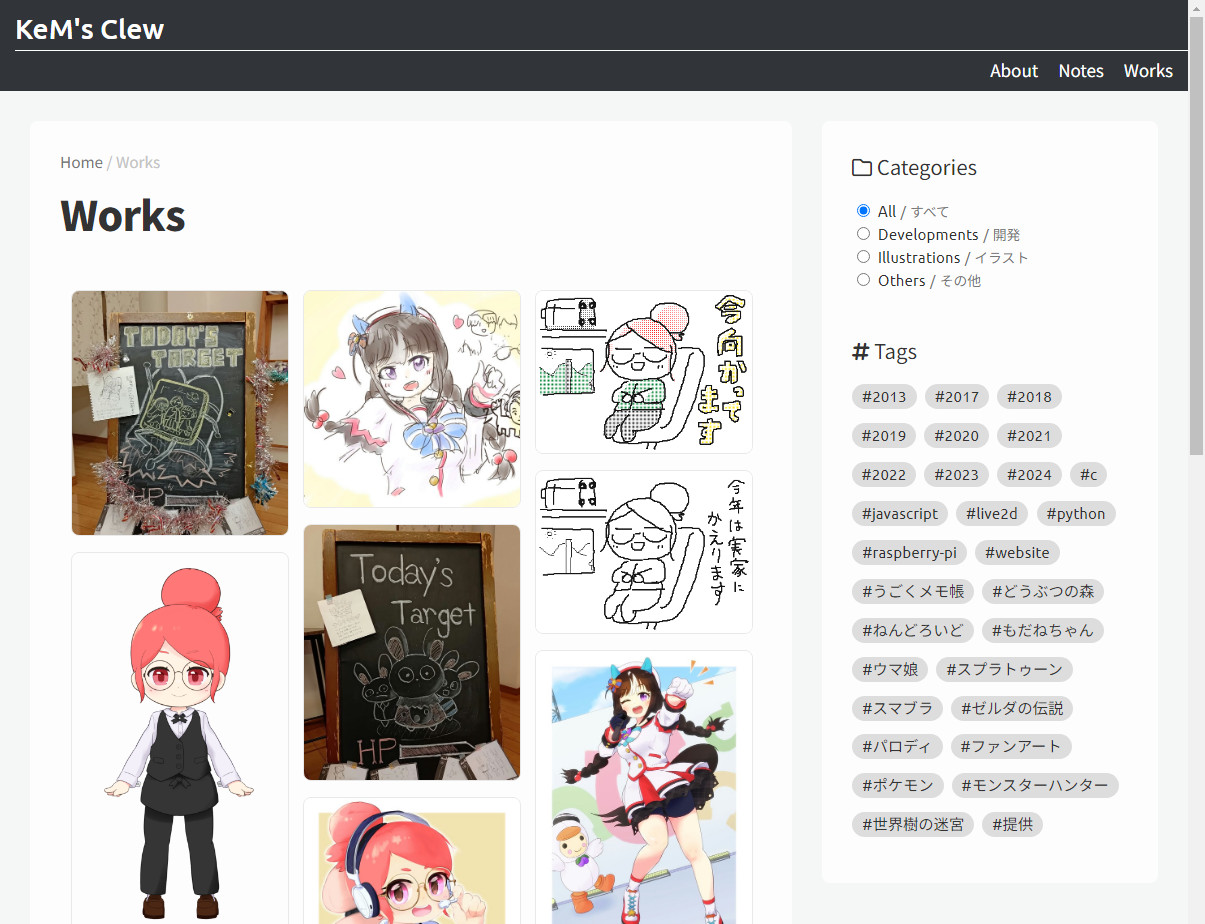 KeM's Clew
About Notes Works
Home / Works
Works
TODAY'S
TARGET
HP
Today's
Target
HP
今向かって
ます
今年は実家に
かえります
Categories
All / すべて
Developments / 開発
Illustrations / イラスト
Others / その他
# Tags
#2013 #2017 #2018
#2019 #2020 #2021
#2022 #2023 #2024 #c
#javascript #live2d #python
#raspberry-pi #website
#うごくメモ帳 #どうぶつの森
#ねんどろいど #もだねちゃん
#ウマ娘 #スプラトゥーン
#スマブラ #ゼルダの伝説
#パロディ #ファンアート
#ポケモン #モンスターハンター
#世界樹の迷宮 #提供